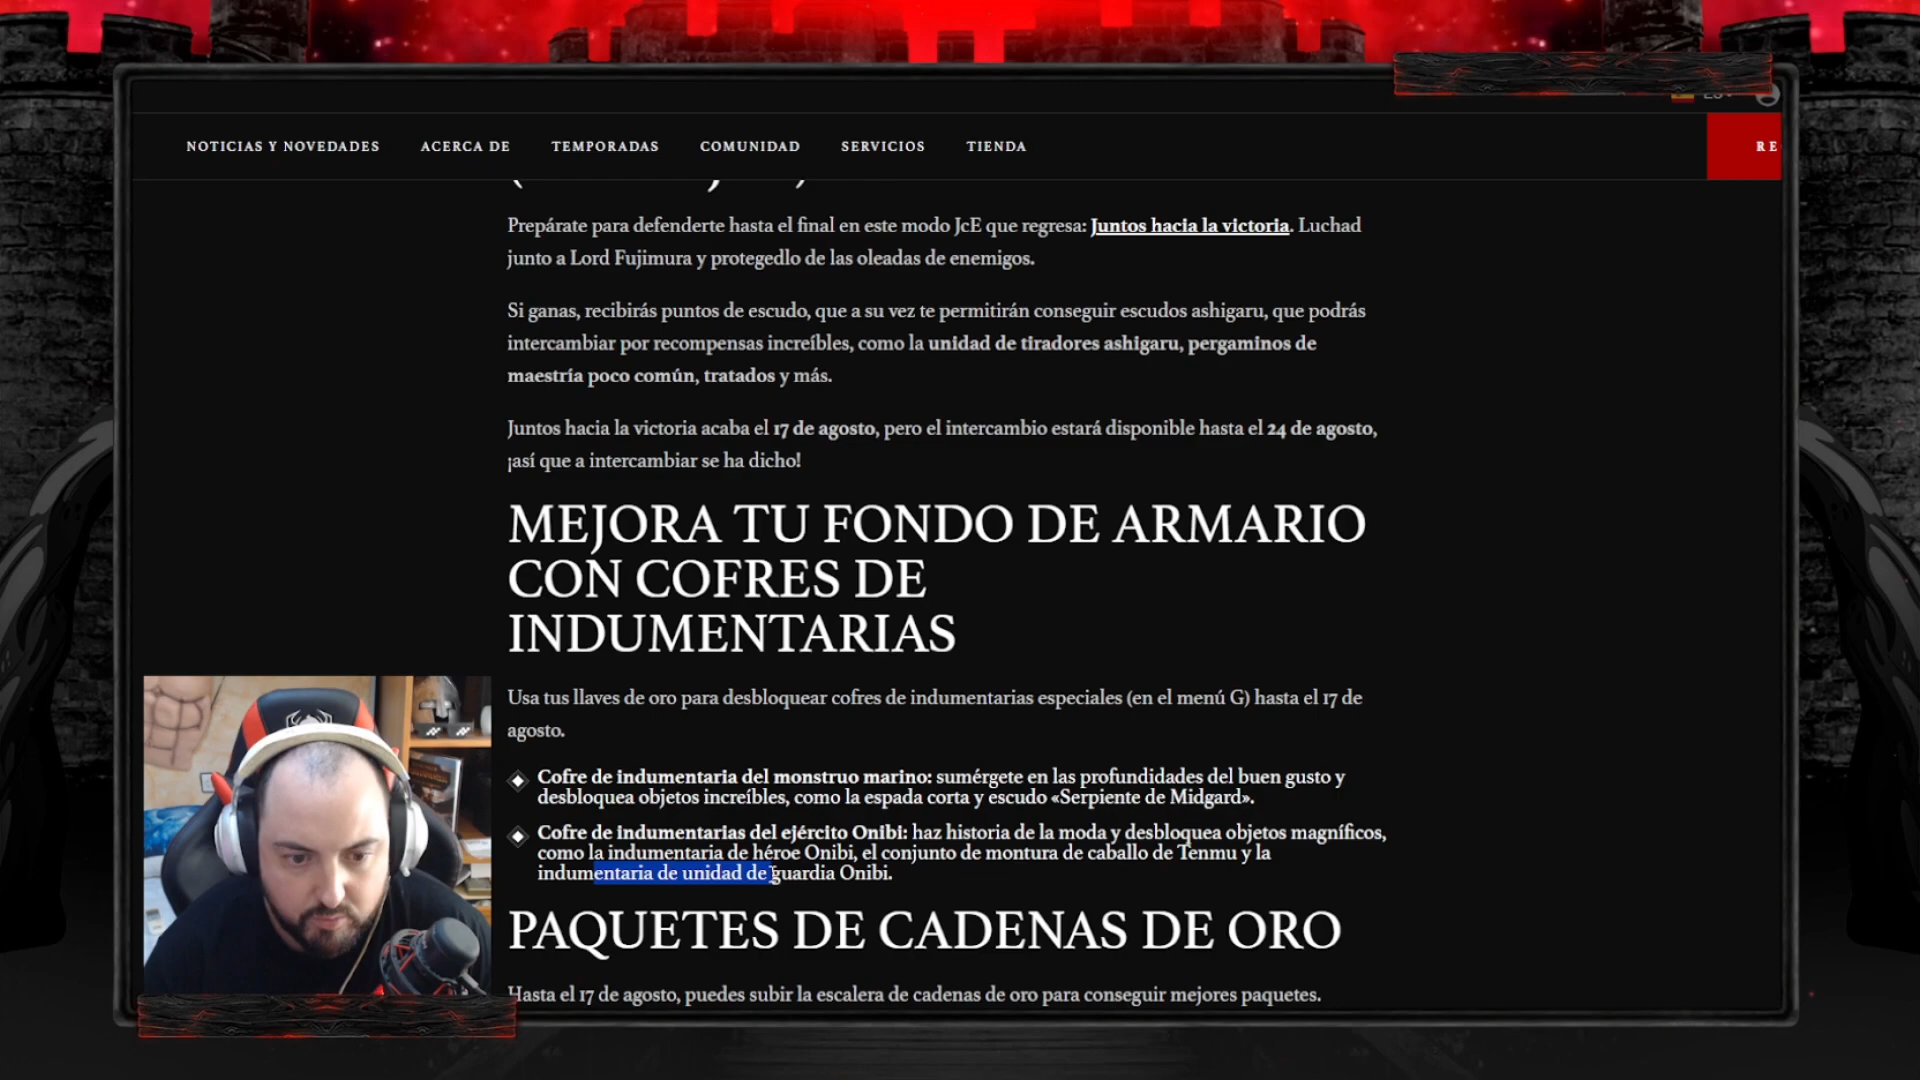 NOTICIAS Y NOVEDADES ACERCA DE TEMPORADAS COMUNIDAD SERVICIOS TIENDA RE
Prepárate para defenderte hasta el final en este modo JcE que regresa: Juntos hacia la victoria. Luchad
junto a Lord Fujimura y protegedlo de las oleadas de enemigos.
Si ganas, recibirás puntos de escudo, que a su vez te permitirán conseguir escudos ashigaru, que podrás
intercambiar por recompensas increíbles, como la unidad de tiradores ashigaru, pergaminos de
maestría poco común, tratados y más.
Juntos hacia la victoria acaba el 17 de agosto, pero el intercambio estará disponible hasta el 24 de agosto,
¡así que a intercambiar se ha dicho!
MEJORA TU FONDO DE ARMARIO
CON COFRES DE
INDUMENTARIAS
Usa tus llaves de oro para desbloquear cofres de indumentarias especiales (en el menú G) hasta el 17 de
agosto.
Cofre de indumentaria del monstruo marino: sumérgete en las profundidades del buen gusto y
desbloquea objetos increíbles, como la espada corta y escudo «Serpiente de Midgard».
Cofre de indumentarias del ejército Onibi: haz historia de la moda y desbloquea objetos magníficos,
como la indumentaria de héroe Onibi, el conjunto de montura de caballo de Tenmu y la
indumentaria de unidad de guardia Onibi.
PAQUETES DE CADENAS DE ORO
Hasta el 17 de agosto, puedes subir la escalera de cadenas de oro para conseguir mejores paquetes.